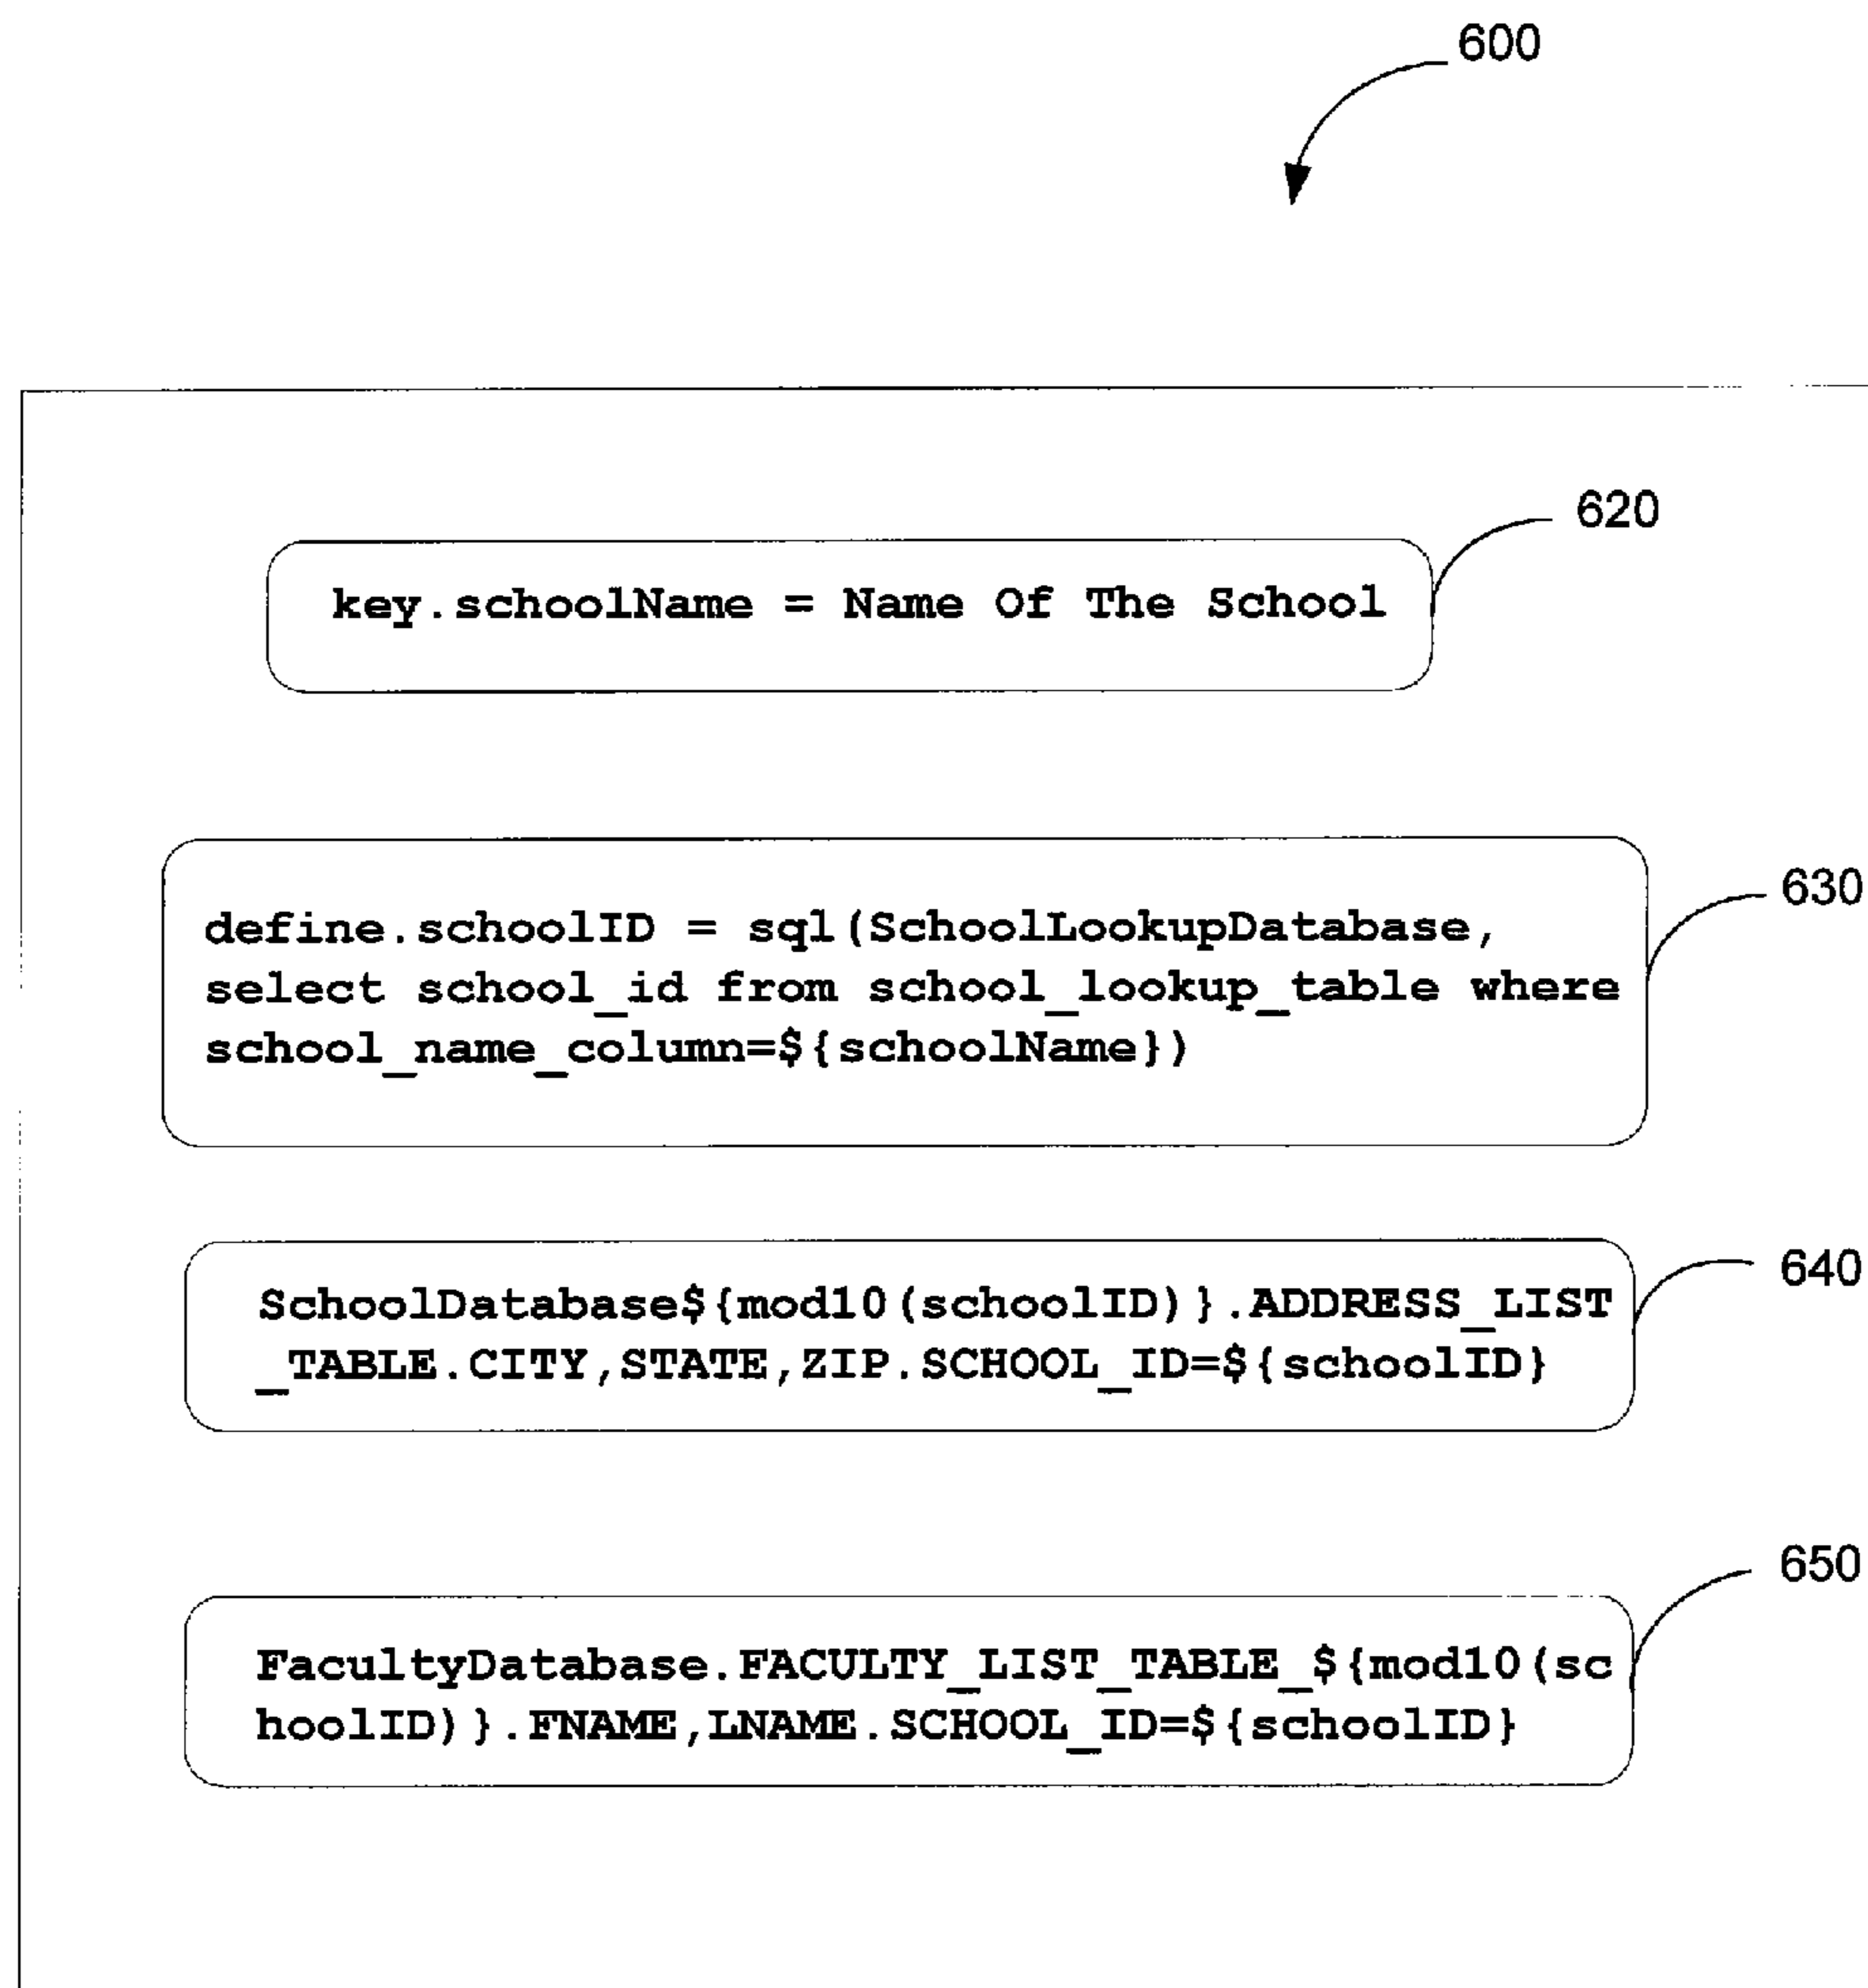 600
620
key.schoolName = Name Of The School
630
define.schoolID = sql(SchoolLookupDatabase,
select school_id from school_lookup_table where
school_name_column=${schoolName})
640
SchoolDatabase${mod10(schoolID)}.ADDRESS_LIST
_TABLE.CITY,STATE,ZIP.SCHOOL_ID=${schoolID}
650
FacultyDatabase.FACULTY_LIST_TABLE_${mod10(sc
hoolID)}.FNAME,LNAME.SCHOOL_ID=${schoolID}